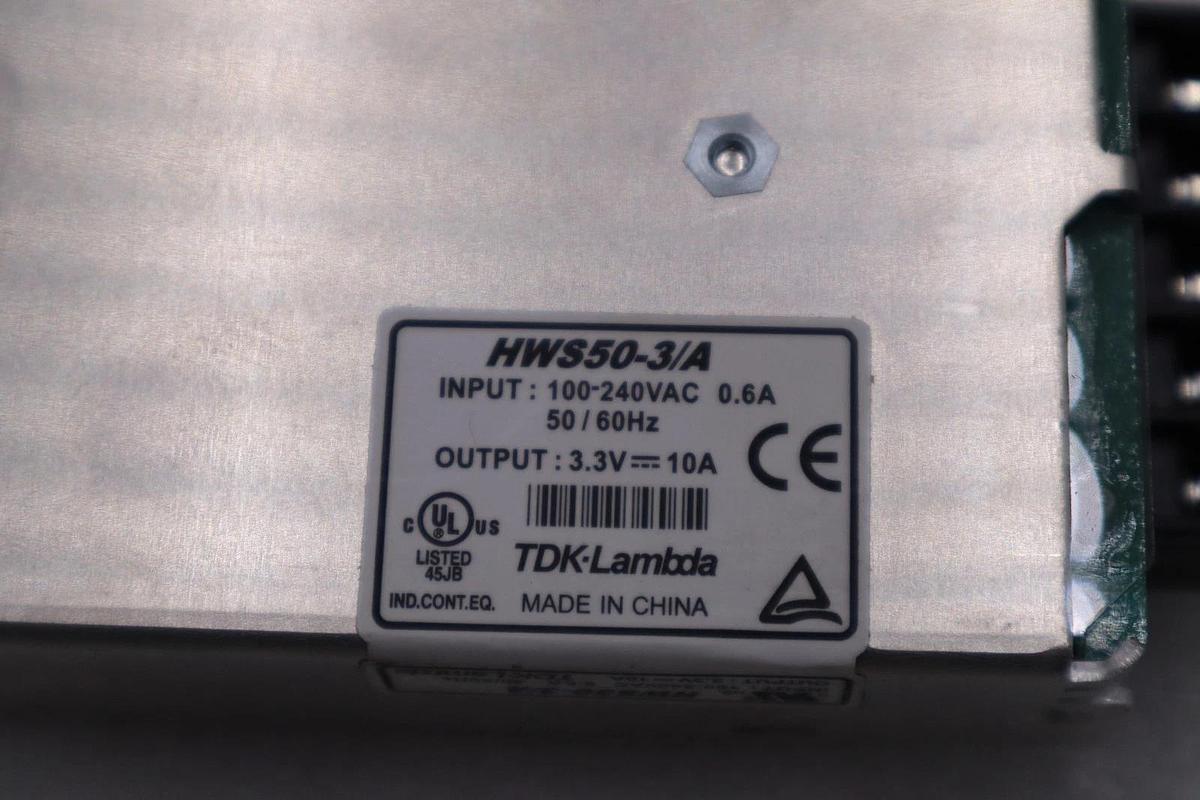 HWS50-3/A
INPUT : 100-240VAC 0.6A
50 / 60Hz
OUTPUT : 3.3V⎓10A
CE
C UL ® US
LISTED
45JB
IND.CONT.EQ.
TDK-Lambda
MADE IN CHINA